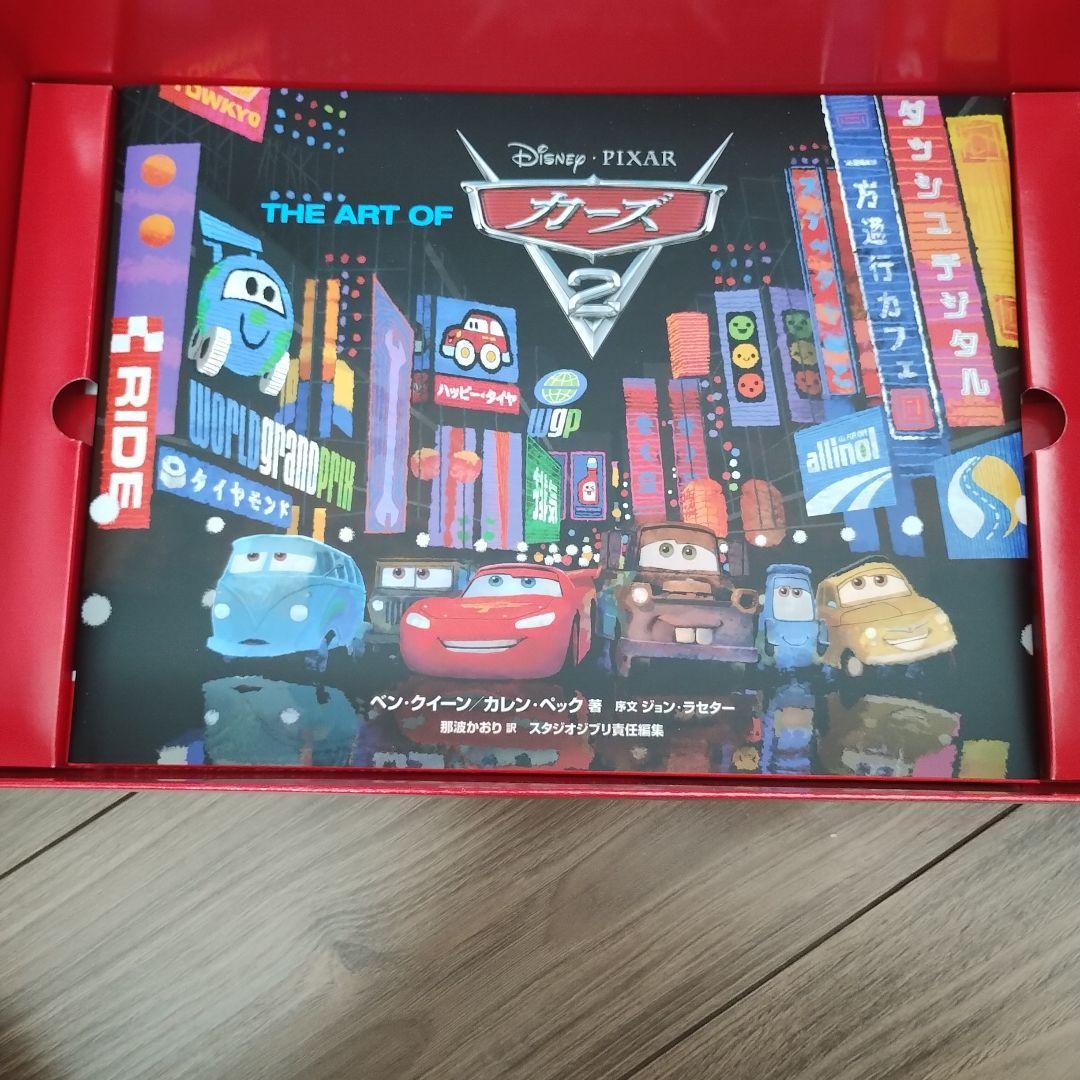 TOWKYO
DISNEY · PIXAR
THE ART OF
カーズ
2
タンシュデジタル
方通行カフェ
RIDE
ハッピー・タイヤ
WORLD grand prix
wgp
タイヤモンド
allinol
ベン・クイーン/カレン・ペック 著 序文 ジョン・ラセター
那波かおり 訳 スタジオジブリ責任編集